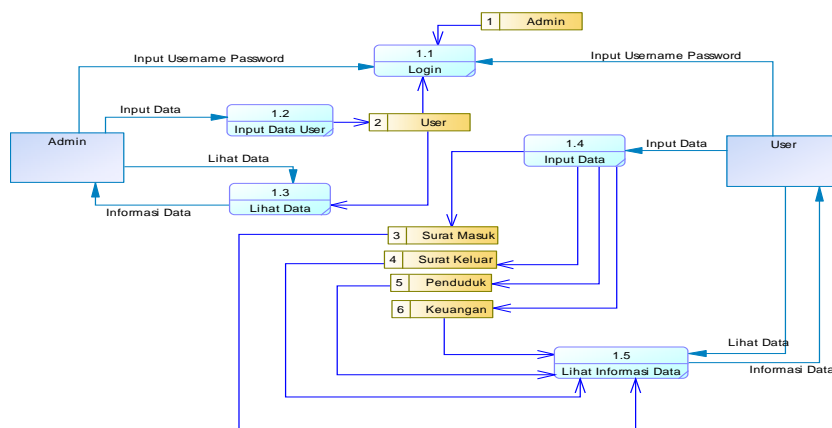 1 Admin
1.1
Login
Input Username Password
Input Username Password
Input Data
1.2
Input Data User
2 User
Admin
1.4
Input Data
Input Data
User
Lihat Data
1.3
Lihat Data
Informasi Data
3 Surat Masuk
4 Surat Keluar
5 Penduduk
6 Keuangan
Lihat Data
1.5
Lihat Informasi Data
Informasi Data